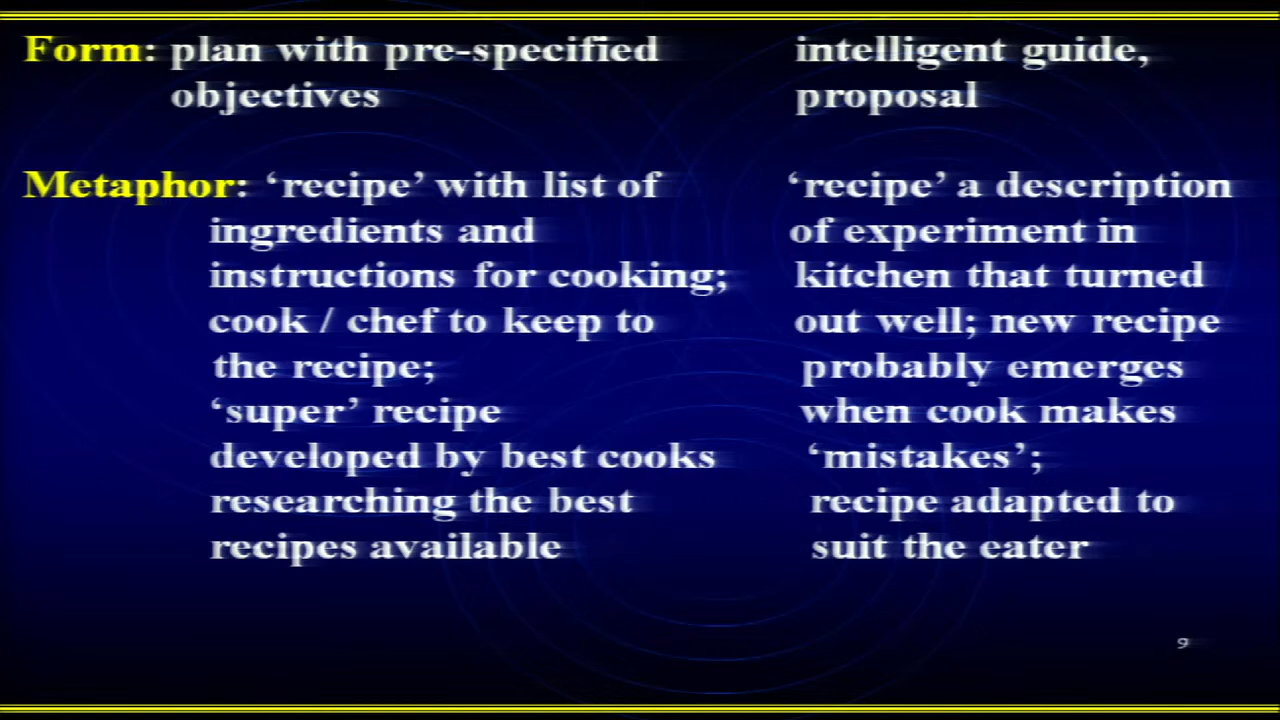 Form: plan with pre-specified
objectives
intelligent guide,
proposal
Metaphor: ‘recipe’ with list of
ingredients and
instructions for cooking;
cook / chef to keep to
the recipe;
‘super’ recipe
developed by best cooks
researching the best
recipes available
‘recipe’ a description
of experiment in
kitchen that turned
out well; new recipe
probably emerges
when cook makes
‘mistakes’;
recipe adapted to
suit the eater
9